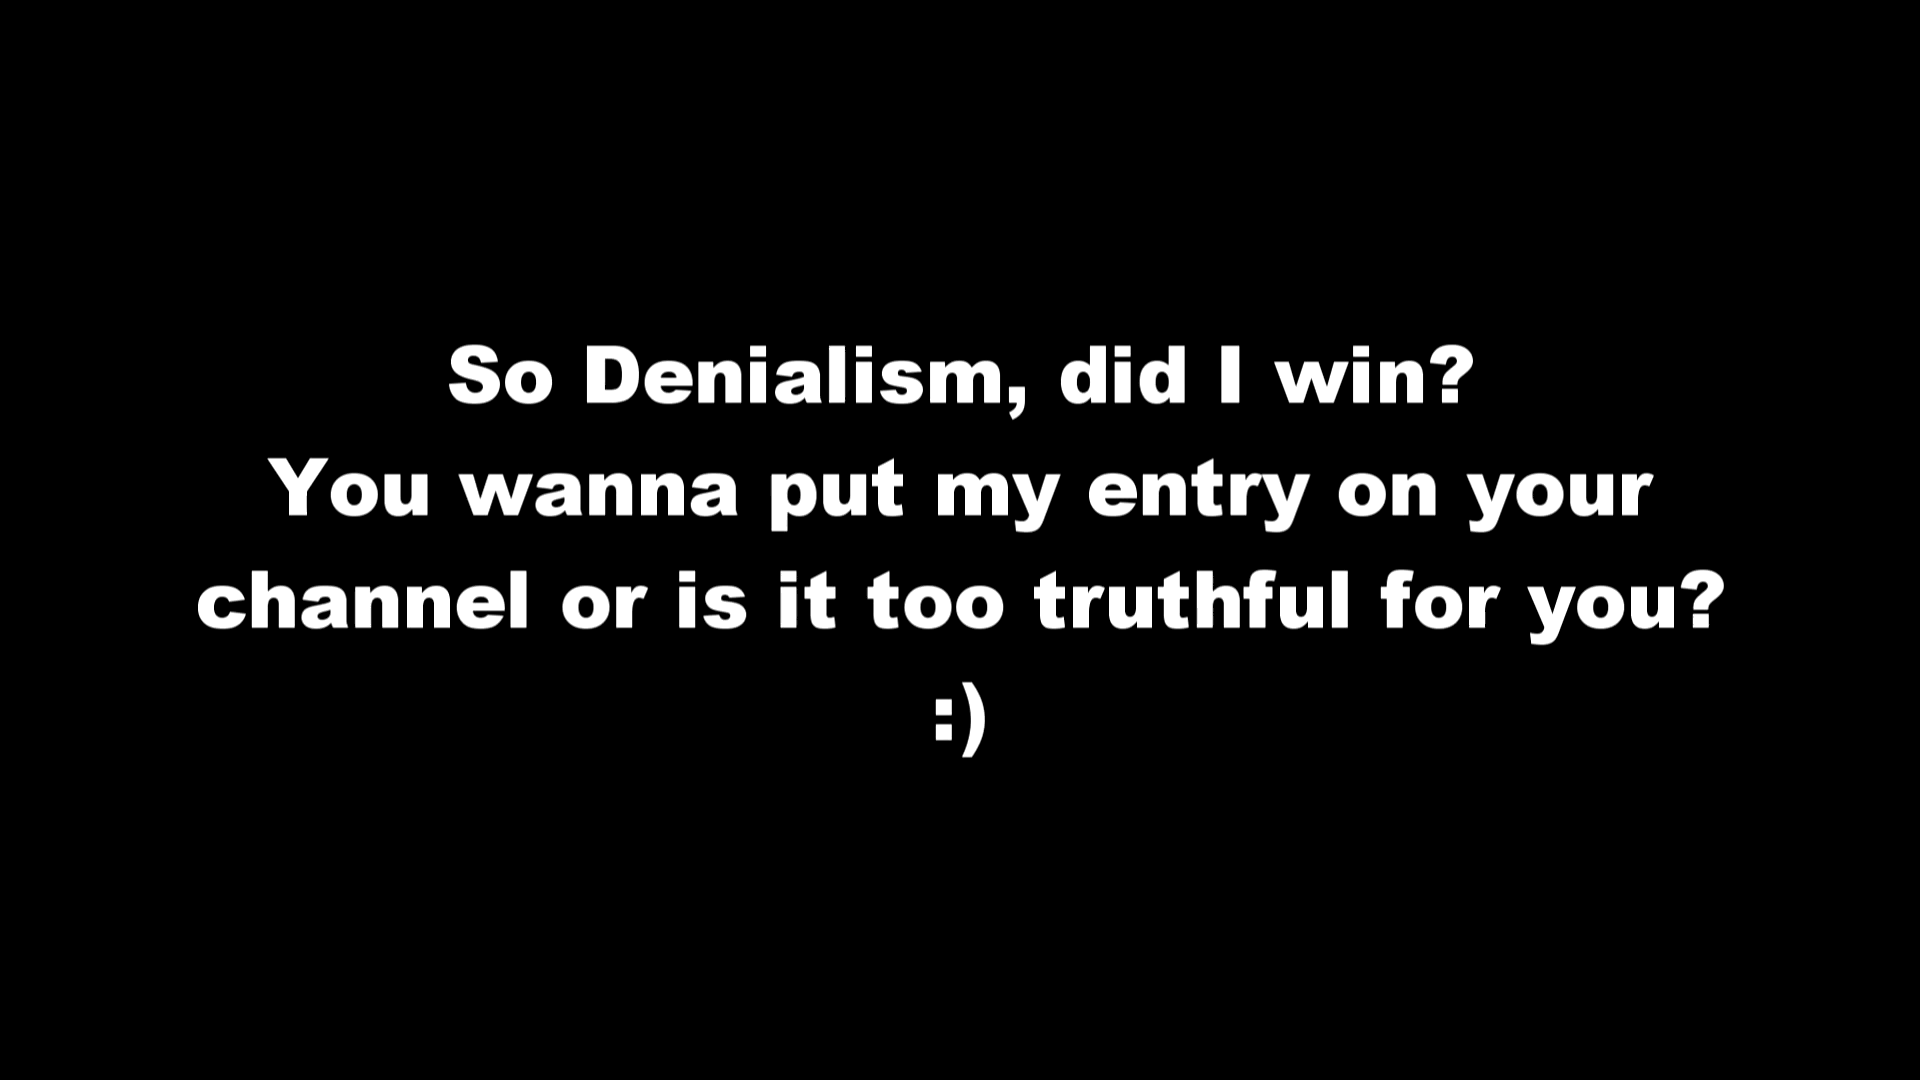 So Denialism, did I win?
You wanna put my entry on your
channel or is it too truthful for you?
:)